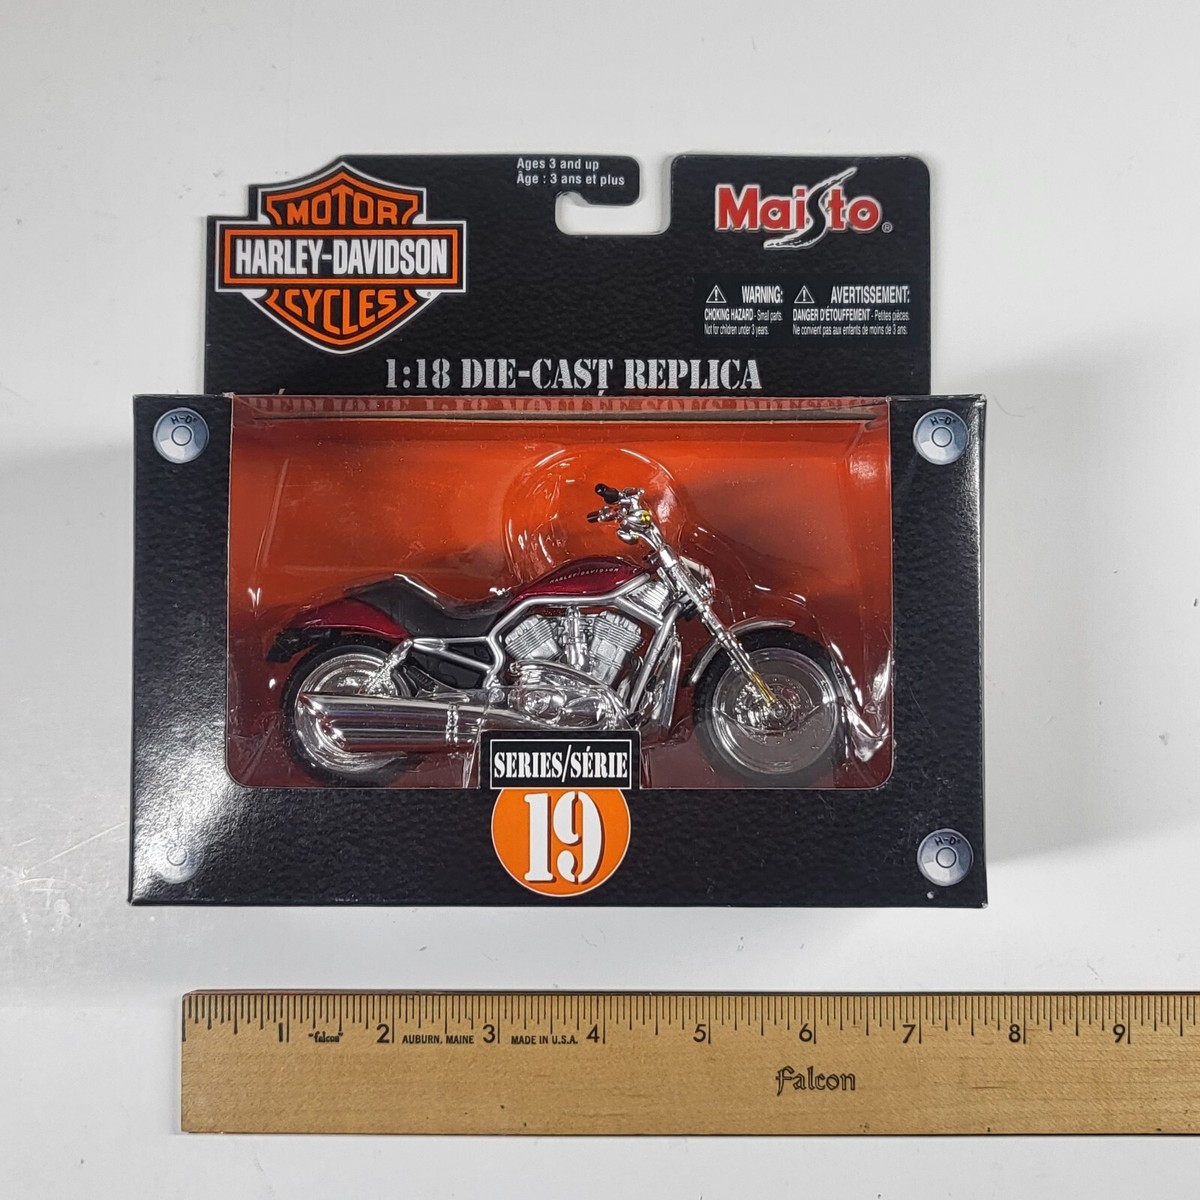 Ages 3 and up
Âge : 3 ans et plus
MOTOR
HARLEY-DAVIDSON
CYCLES
®
Maisto®
WARNING:
CHOKING HAZARD - Small parts
Not for children under 3 years.
AVERTISSEMENT:
DANGER D'ÉTOUFFEMENT - Petites pièces.
Ne convient pas aux enfants de moins de 3 ans.
1:18 DIE-CAST REPLICA
H-D®
H-D®
HARLEY-DAVIDSON
SERIES/SÉRIE
19
H-D®
1 "falcon" 2 AUBURN, MAINE 3 MADE IN U.S.A. 4 5 6 7 8 9
Falcon